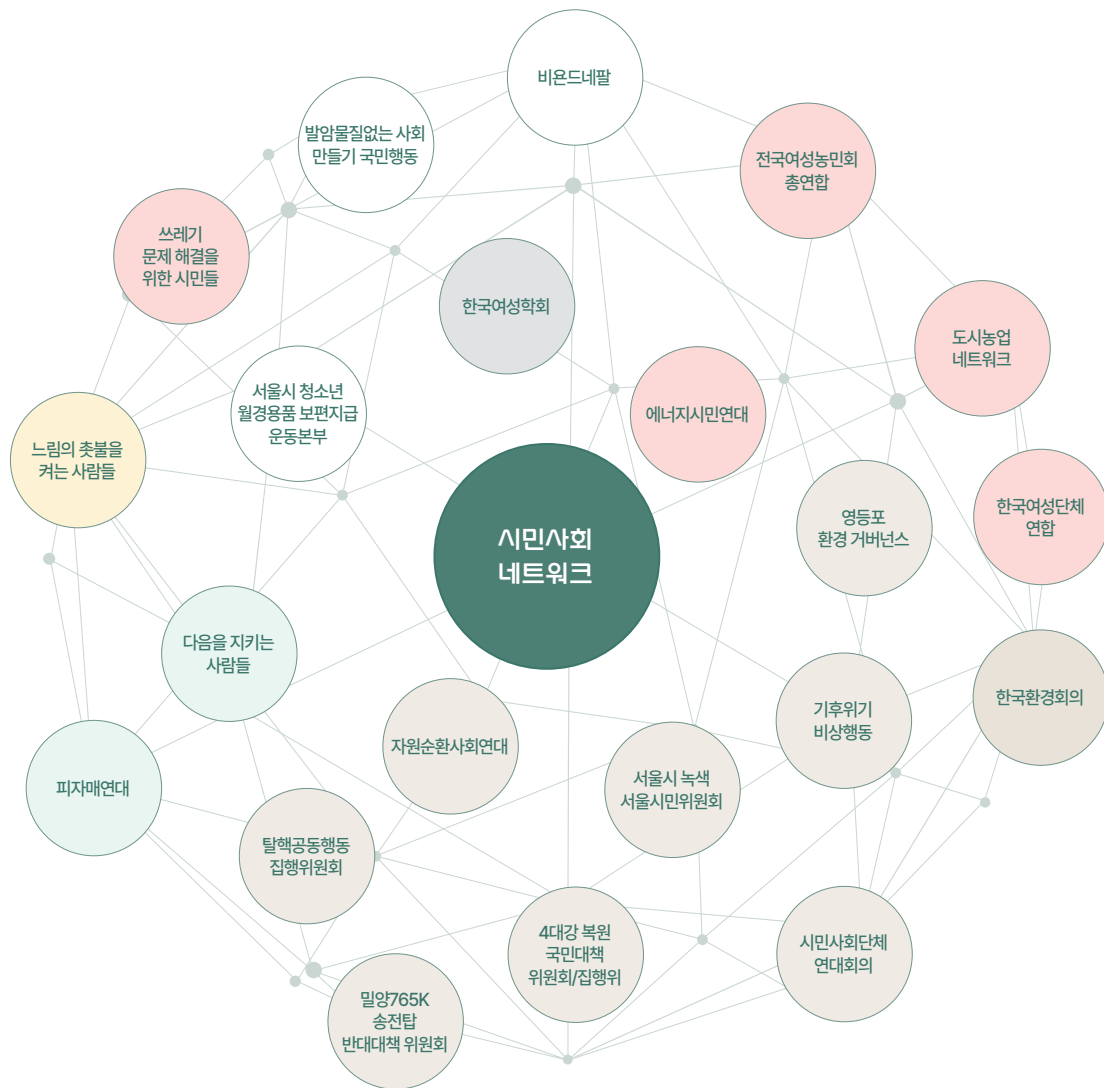 비욘드네팔
발암물질없는 사회
만들기 국민행동
전국여성농민회
총연합
쓰레기
문제 해결을
위한 시민들
한국여성학회
도시농업
네트워크
서울시 청소년
월경용품 보편지급
운동본부
에너지시민연대
느림의 촛불을
켜는 사람들
영등포
환경 거버넌스
한국여성단체
연합
시민사회
네트워크
다음을 지키는
사람들
기후위기
비상행동
한국환경회의
자원순환사회연대
서울시 녹색
서울시민위원회
피자매연대
탈핵공동행동
집행위원회
4대강 복원
국민대책
위원회/집행위
시민사회단체
연대회의
밀양765K
송전탑
반대대책 위원회